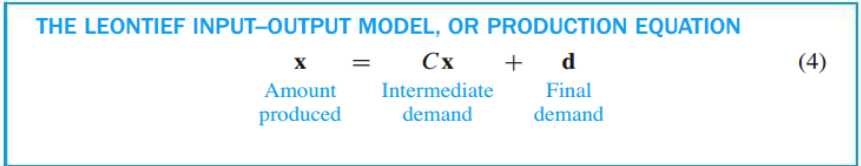 THE LEONTIEF INPUT–OUTPUT MODEL, OR PRODUCTION EQUATION
x = Cx + d (4)
Amount Intermediate Final
produced demand demand